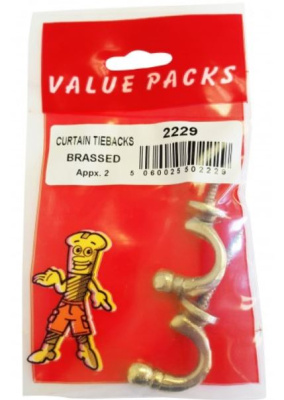 VALUE PACKS
CURTAIN TIEBACKS
BRASSED
Appx. 2
2229
5 060025 502229